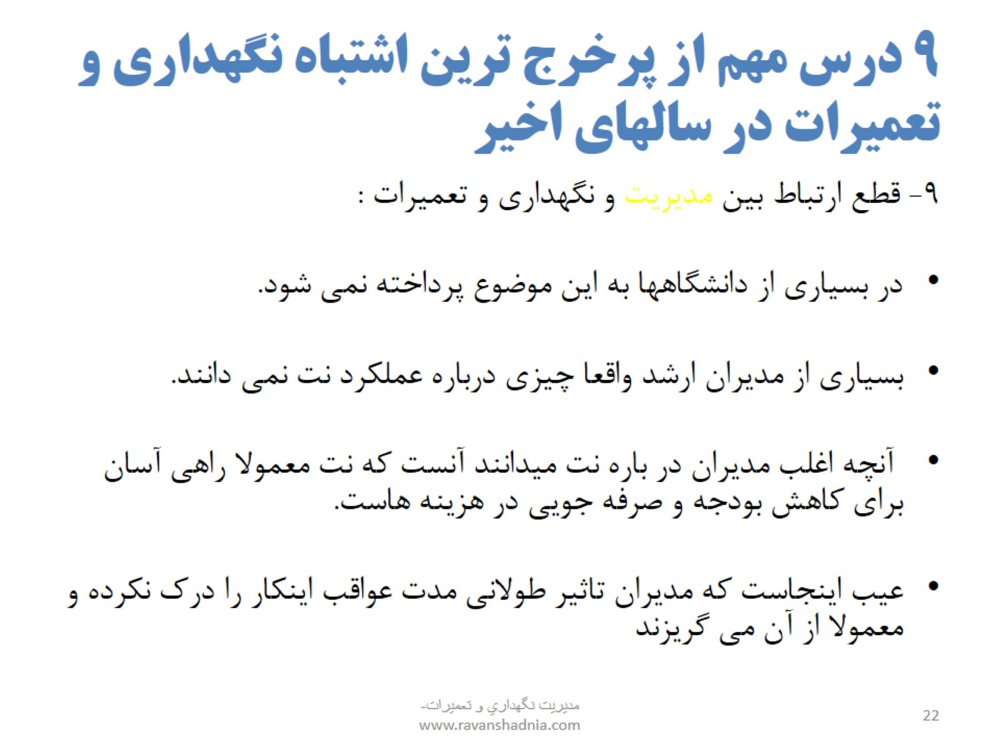 ۹ درس مهم از پرخرج ترین اشتباه نگهداری و
تعمیرات در سالهای اخیر
۹- قطع ارتباط بین مدیریت و نگهداری و تعمیرات :
• در بسیاری از دانشگاهها به این موضوع پرداخته نمی شود.
• بسیاری از مدیران ارشد واقعا چیزی درباره عملکرد نت نمی دانند.
• آنچه اغلب مدیران در باره نت میدانند آنست که نت معمولا راهی آسان
برای کاهش بودجه و صرفه جویی در هزینه هاست.
• عیب اینجاست که مدیران تاثیر طولانی مدت عواقب اینکار را درک نکرده و
معمولا از آن می گریزند
مديريت نگهداري و تعميرات-
www.ravanshadnia.com
22